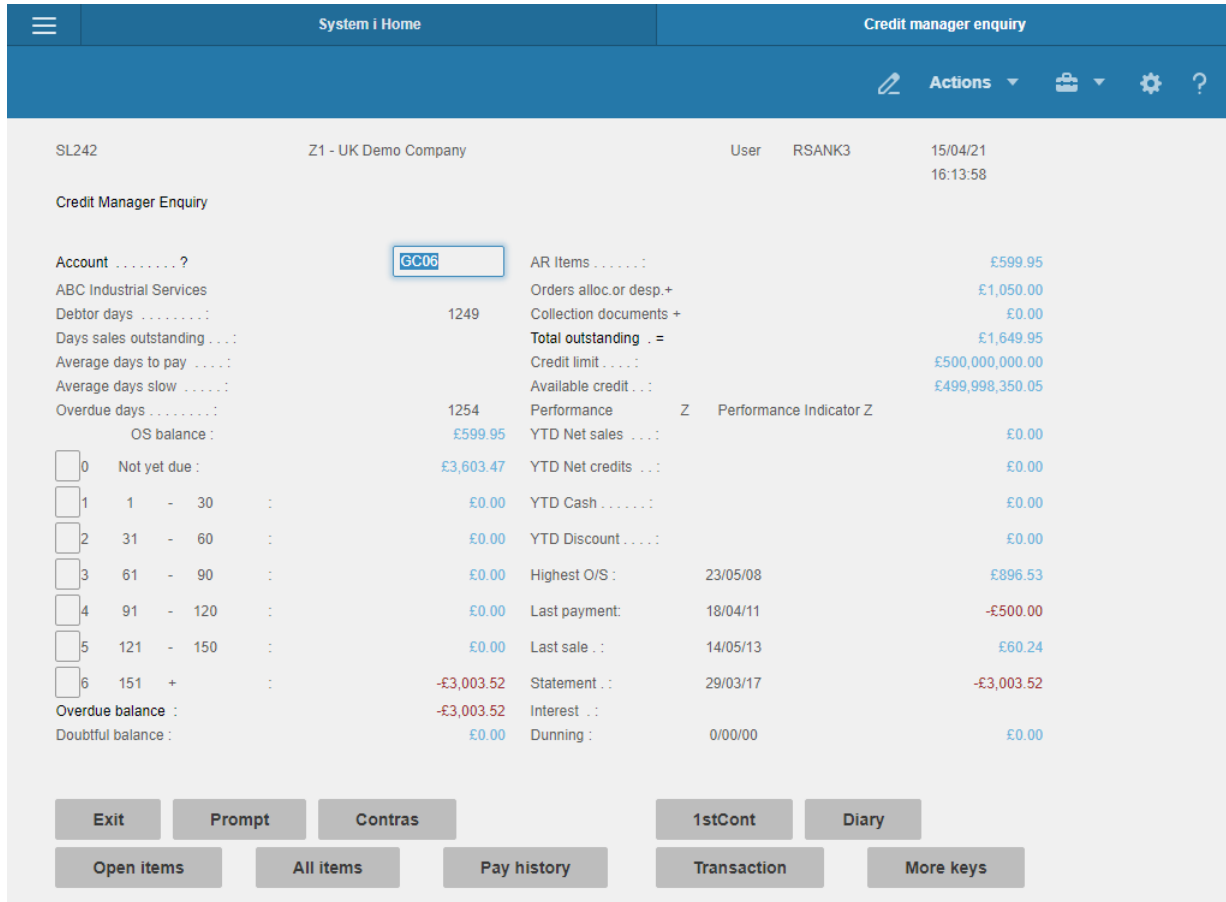 System i Home Credit manager enquiry
Actions ?
SL242 Z1 - UK Demo Company User RSANK3 15/04/21
16:13:58
Credit Manager Enquiry
Account . . . . . . . . ? GC06 AR Items . . . . . . : £599.95
ABC Industrial Services Orders alloc.or desp.+ £1,050.00
Debtor days . . . . . . . . : 1249 Collection documents + £0.00
Days sales outstanding . . . : Total outstanding . = £1,649.95
Average days to pay . . . . : Credit limit . . . . : £500,000,000.00
Average days slow . . . . . : Available credit . . : £499,998,350.05
Overdue days . . . . . . . . : 1254 Performance Z Performance Indicator Z
OS balance : £599.95 YTD Net sales . . . : £0.00
0 Not yet due : £3,603.47 YTD Net credits . . : £0.00
1 1 - 30 : £0.00 YTD Cash . . . . . . : £0.00
2 31 - 60 : £0.00 YTD Discount . . . . : £0.00
3 61 - 90 : £0.00 Highest O/S : 23/05/08 £896.53
4 91 - 120 : £0.00 Last payment: 18/04/11 -£500.00
5 121 - 150 : £0.00 Last sale . : 14/05/13 £60.24
6 151 + : -£3,003.52 Statement . : 29/03/17 -£3,003.52
Overdue balance : -£3,003.52 Interest . :
Doubtful balance : £0.00 Dunning : 0/00/00 £0.00
Exit Prompt Contras 1stCont Diary
Open items All items Pay history Transaction More keys